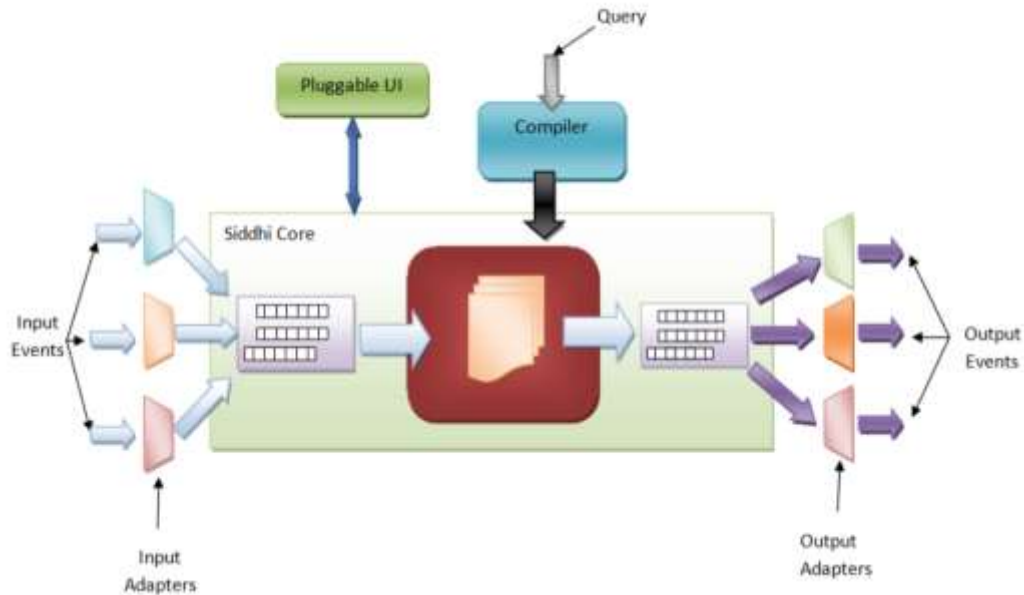 Query
Pluggable UI
Compiler
Siddhi Core
Input
Events
Output
Events
Input
Adapters
Output
Adapters